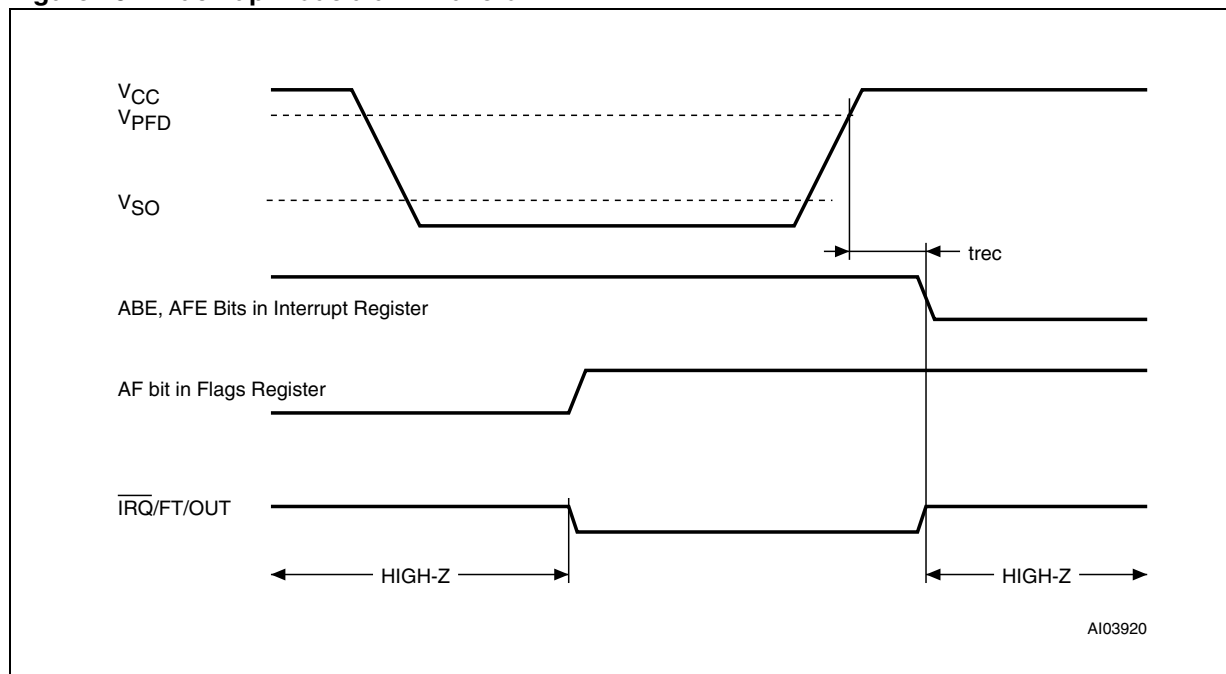 VCC
VPFD
VSO
trec
ABE, AFE Bits in Interrupt Register
AF bit in Flags Register
IRQ/FT/OUT
HIGH-Z
HIGH-Z
AI03920